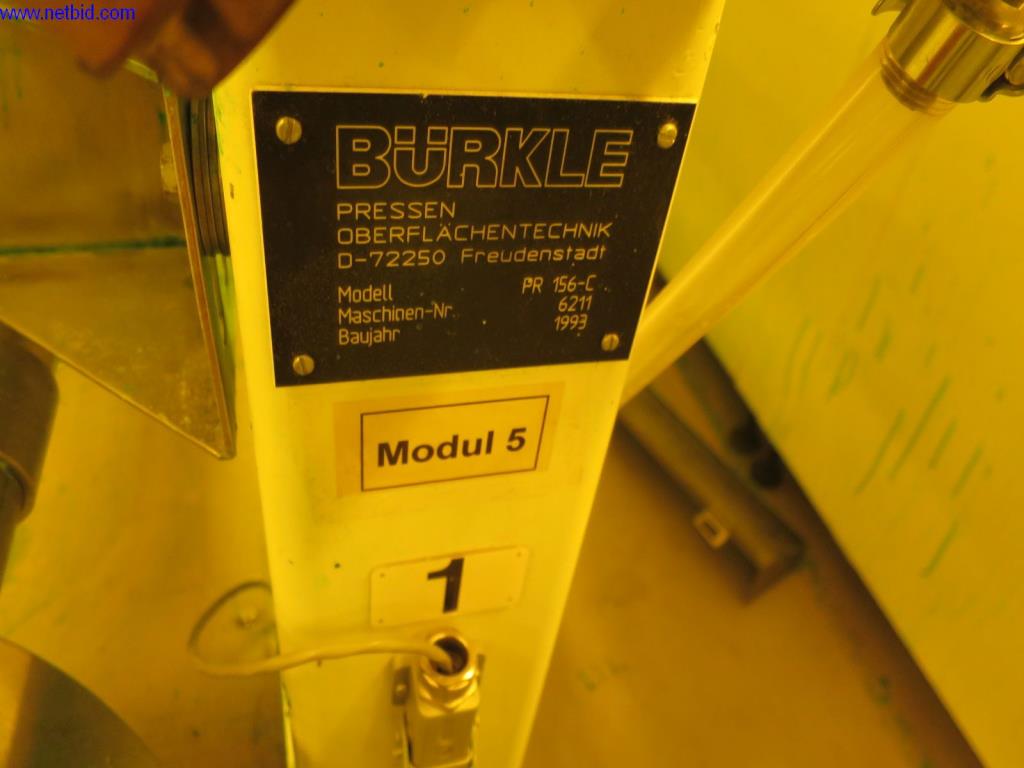 www.netbid.com
BÜRKLE
PRESSEN
OBERFLÄCHENTECHNIK
D-72250 Freudenstadt
Modell PR 156-C
Maschinen-Nr. 6211
Baujahr 1993
Modul 5
1